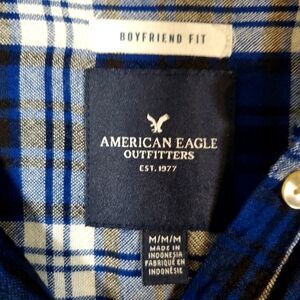 BOYFRIEND FIT
AMERICAN EAGLE
OUTFITTERS
EST. 1977
M/M/M
MADE IN
INDONESIA
FABRIQUÉ EN
INDONÉSIE